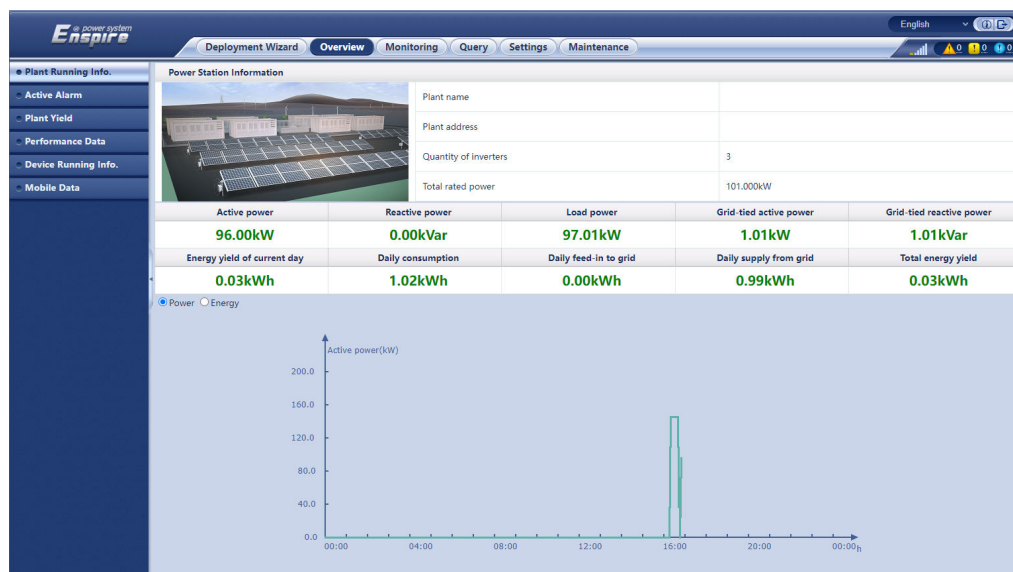 Enspire @ power system
English
Deployment Wizard Overview Monitoring Query Settings Maintenance
0 0 0
Plant Running Info.
Active Alarm
Plant Yield
Performance Data
Device Running Info.
Mobile Data
Power Station Information
Plant name
Plant address
Quantity of inverters 3
Total rated power 101.000kW
Active power Reactive power Load power Grid-tied active power Grid-tied reactive power
96.00kW 0.00kVar 97.01kW 1.01kW 1.01kVar
Energy yield of current day Daily consumption Daily feed-in to grid Daily supply from grid Total energy yield
0.03kWh 1.02kWh 0.00kWh 0.99kWh 0.03kWh
Power Energy
Active power(kW)
200.0
160.0
120.0
80.0
40.0
0.0
00:00 04:00 08:00 12:00 16:00 20:00 00:00 h